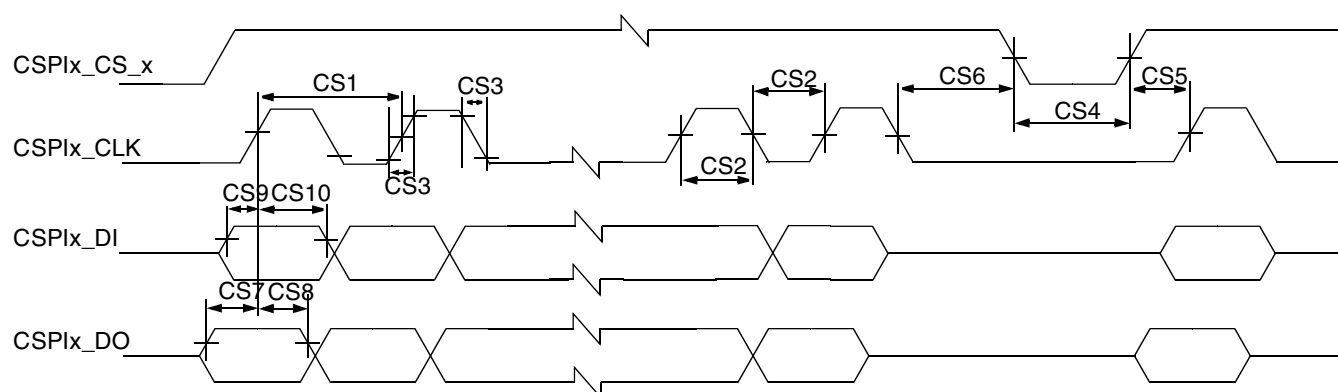 CSPIx_CS_x
CS1
CS3
CS2
CS6
CS5
CS4
CSPIx_CLK
CS3
CS2
CS9
CS10
CSPIx_DI
CS7
CS8
CSPIx_DO